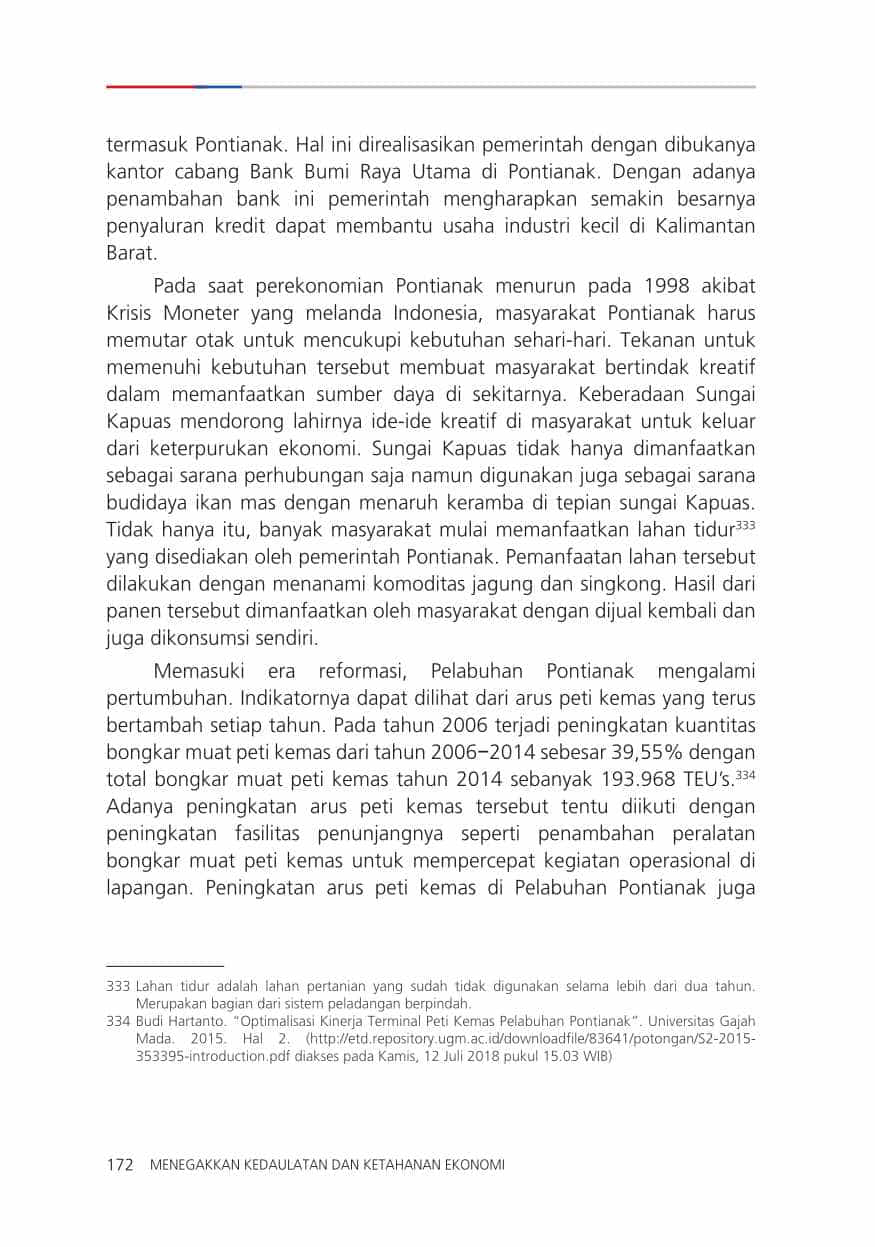 termasuk Pontianak. Hal ini direalisasikan pemerintah dengan dibukanya
kantor cabang Bank Bumi Raya Utama di Pontianak. Dengan adanya
penambahan bank ini pemerintah mengharapkan semakin besarnya
penyaluran kredit dapat membantu usaha industri kecil di Kalimantan
Barat.
Pada saat perekonomian Pontianak menurun pada 1998 akibat
Krisis Moneter yang melanda Indonesia, masyarakat Pontianak harus
memutar otak untuk mencukupi kebutuhan sehari-hari. Tekanan untuk
memenuhi kebutuhan tersebut membuat masyarakat bertindak kreatif
dalam memanfaatkan sumber daya di sekitarnya. Keberadaan Sungai
Kapuas mendorong lahirnya ide-ide kreatif di masyarakat untuk keluar
dari keterpurukan ekonomi. Sungai Kapuas tidak hanya dimanfaatkan
sebagai sarana perhubungan saja namun digunakan juga sebagai sarana
budidaya ikan mas dengan menaruh keramba di tepian sungai Kapuas.
Tidak hanya itu, banyak masyarakat mulai memanfaatkan lahan tidur³³³
yang disediakan oleh pemerintah Pontianak. Pemanfaatan lahan tersebut
dilakukan dengan menanami komoditas jagung dan singkong. Hasil dari
panen tersebut dimanfaatkan oleh masyarakat dengan dijual kembali dan
juga dikonsumsi sendiri.
Memasuki era reformasi, Pelabuhan Pontianak mengalami
pertumbuhan. Indikatornya dapat dilihat dari arus peti kemas yang terus
bertambah setiap tahun. Pada tahun 2006 terjadi peningkatan kuantitas
bongkar muat peti kemas dari tahun 2006–2014 sebesar 39,55% dengan
total bongkar muat peti kemas tahun 2014 sebanyak 193.968 TEU’s.³³⁴
Adanya peningkatan arus peti kemas tersebut tentu diikuti dengan
peningkatan fasilitas penunjangnya seperti penambahan peralatan
bongkar muat peti kemas untuk mempercepat kegiatan operasional di
lapangan. Peningkatan arus peti kemas di Pelabuhan Pontianak juga
333 Lahan tidur adalah lahan pertanian yang sudah tidak digunakan selama lebih dari dua tahun.
Merupakan bagian dari sistem peladangan berpindah.
334 Budi Hartanto. “Optimalisasi Kinerja Terminal Peti Kemas Pelabuhan Pontianak”. Universitas Gajah
Mada. 2015. Hal 2. (http://etd.repository.ugm.ac.id/downloadfile/83641/potongan/S2-2015-
353395-introduction.pdf diakses pada Kamis, 12 Juli 2018 pukul 15.03 WIB)
172 MENEGAKKAN KEDAULATAN DAN KETAHANAN EKONOMI